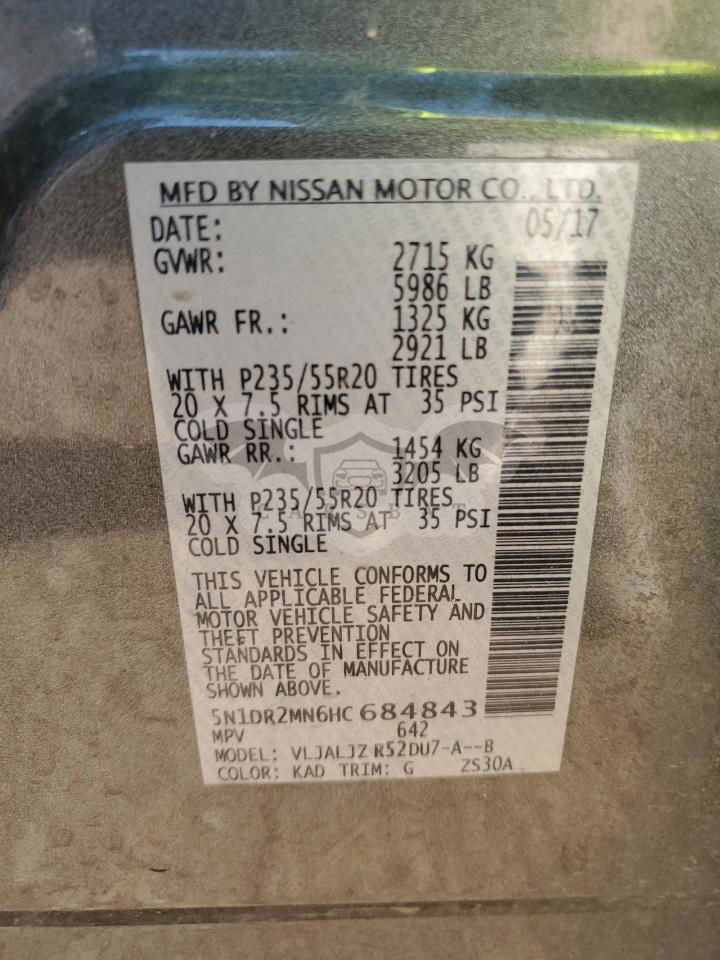 MFD BY NISSAN MOTOR CO., LTD.
DATE: 05/17
GVWR: 2715 KG
5986 LB
GAWR FR.: 1325 KG
2921 LB
WITH P235/55R20 TIRES
20 X 7.5 RIMS AT 35 PSI
COLD SINGLE
GAWR RR.: 1454 KG
3205 LB
WITH P235/55R20 TIRES
20 X 7.5 RIMS AT 35 PSI
COLD SINGLE
THIS VEHICLE CONFORMS TO
ALL APPLICABLE FEDERAL
MOTOR VEHICLE SAFETY AND
THEFT PREVENTION
STANDARDS IN EFFECT ON
THE DATE OF MANUFACTURE
SHOWN ABOVE.
5N1DR2MN6HC 684843
MPV 642
MODEL: VLJALJZ R52DU7-A--B
COLOR: KAD TRIM: G ZS30A